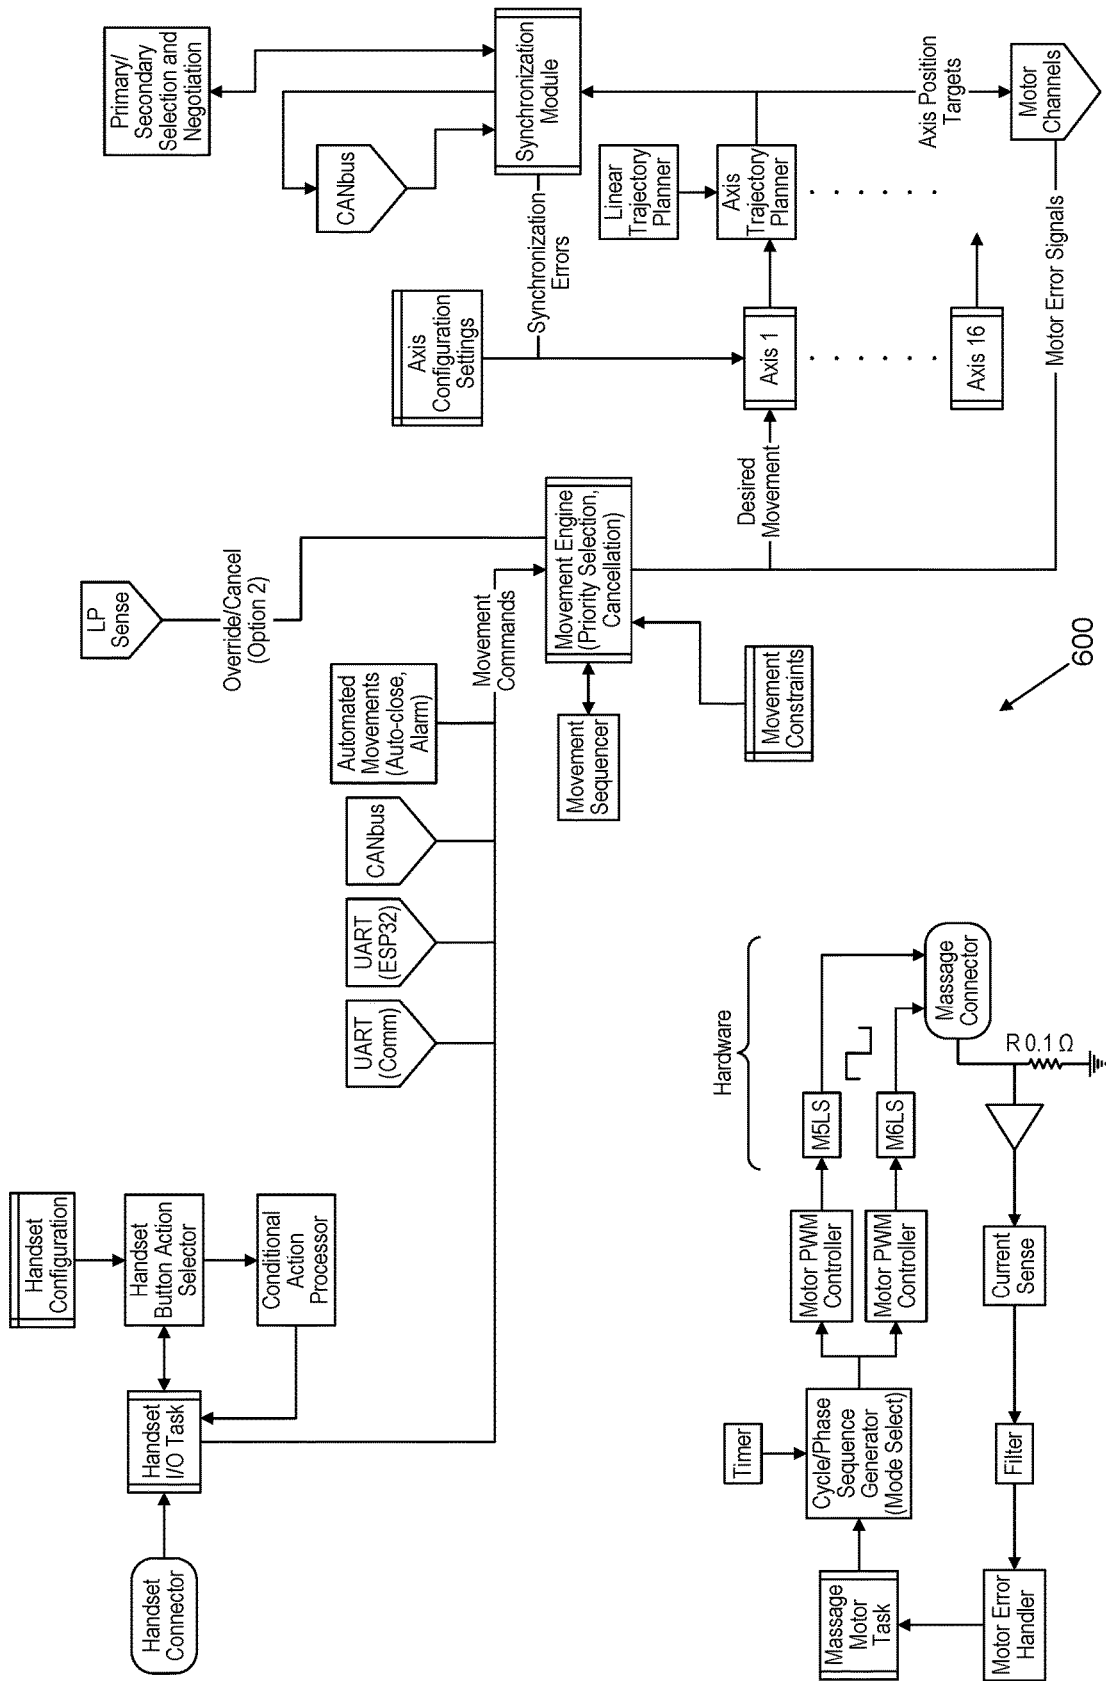 Handset
Connector
Handset
I/O Task
Handset
Configuration
Handset
Button Action
Selector
Conditional
Action
Processor
UART
(Comm)
UART
(ESP32)
CANbus
Automated
Movements
(Auto-close,
Alarm)
Movement
Commands
LP
Sense
Override/Cancel
(Option 2)
Movement Engine
(Priority Selection,
Cancellation)
Movement
Sequencer
Movement
Constraints
Desired
Movement
Axis
Configuration
Settings
Synchronization
Errors
Primary/
Secondary
Selection and
Negotiation
CANbus
Synchronization
Module
Linear
Trajectory
Planner
Axis
Trajectory
Planner
Axis 1
Axis 16
Axis Position
Targets
Motor
Channels
Motor Error Signals
600
Timer
Massage
Motor
Task
Cycle/Phase
Sequence
Generator
(Mode Select)
Motor PWM
Controller
Motor PWM
Controller
Hardware
M5LS
M6LS
Massage
Connector
R 0.1 Ω
Current
Sense
Filter
Motor Error
Handler